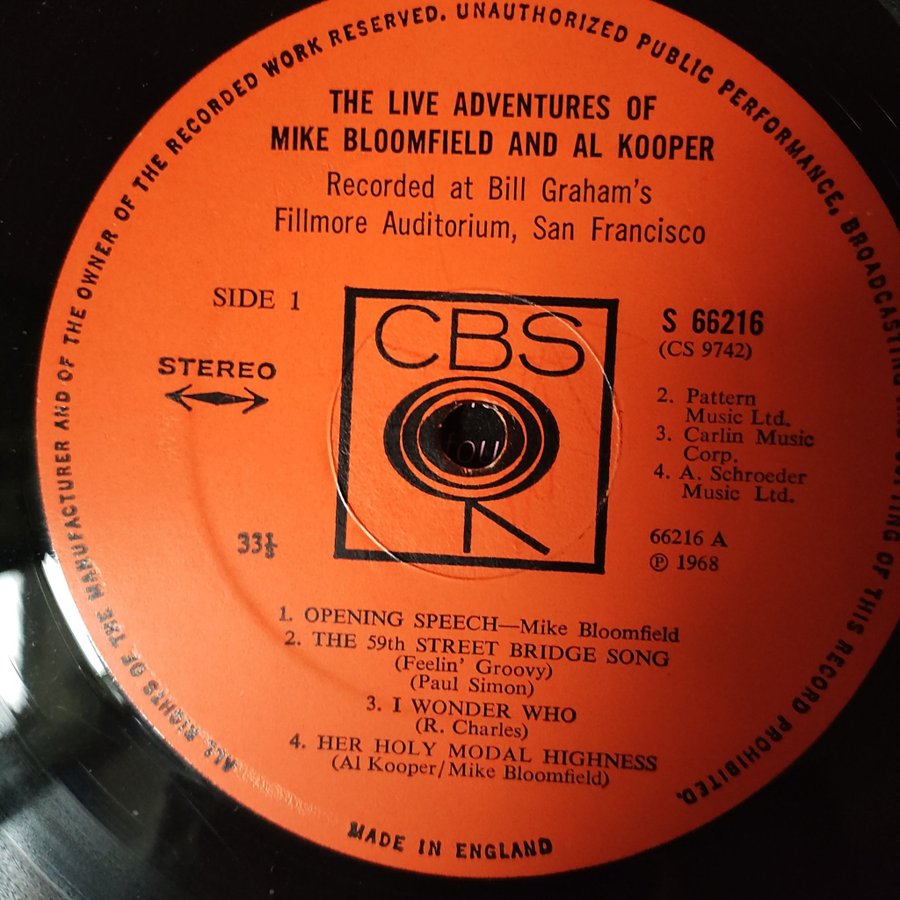 ALL RIGHTS OF THE MANUFACTURER AND OF THE OWNER OF THE RECORDED WORK RESERVED. UNAUTHORIZED PUBLIC PERFORMANCE, BROADCASTING OF THIS RECORD PROHIBITED.
THE LIVE ADVENTURES OF
MIKE BLOOMFIELD AND AL KOOPER
Recorded at Bill Graham's
Fillmore Auditorium, San Francisco
SIDE 1
STEREO
33⅓
CBS
S 66216
(CS 9742)
2. Pattern
Music Ltd.
3. Carlin Music
Corp.
4. A. Schroeder
Music Ltd.
66216 A
Ⓟ 1968
1. OPENING SPEECH—Mike Bloomfield
2. THE 59th STREET BRIDGE SONG
(Feelin' Groovy)
(Paul Simon)
3. I WONDER WHO
(R. Charles)
4. HER HOLY MODAL HIGHNESS
(Al Kooper/Mike Bloomfield)
MADE IN ENGLAND